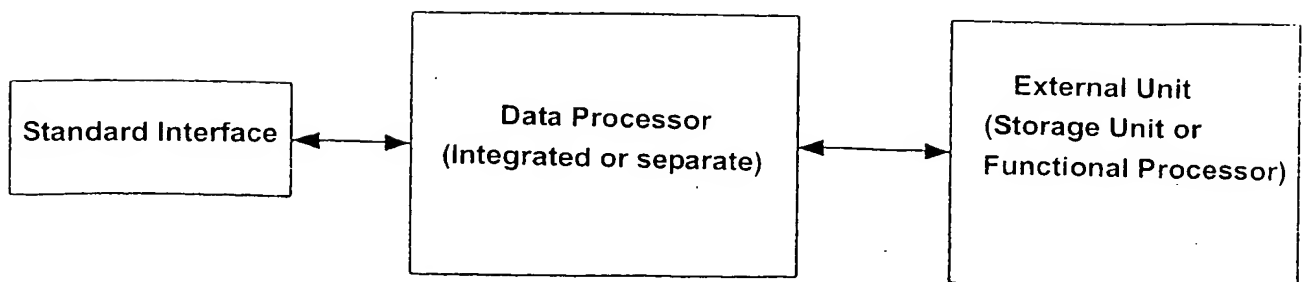 Standard Interface
Data Processor
(Integrated or separate)
External Unit
(Storage Unit or
Functional Processor)